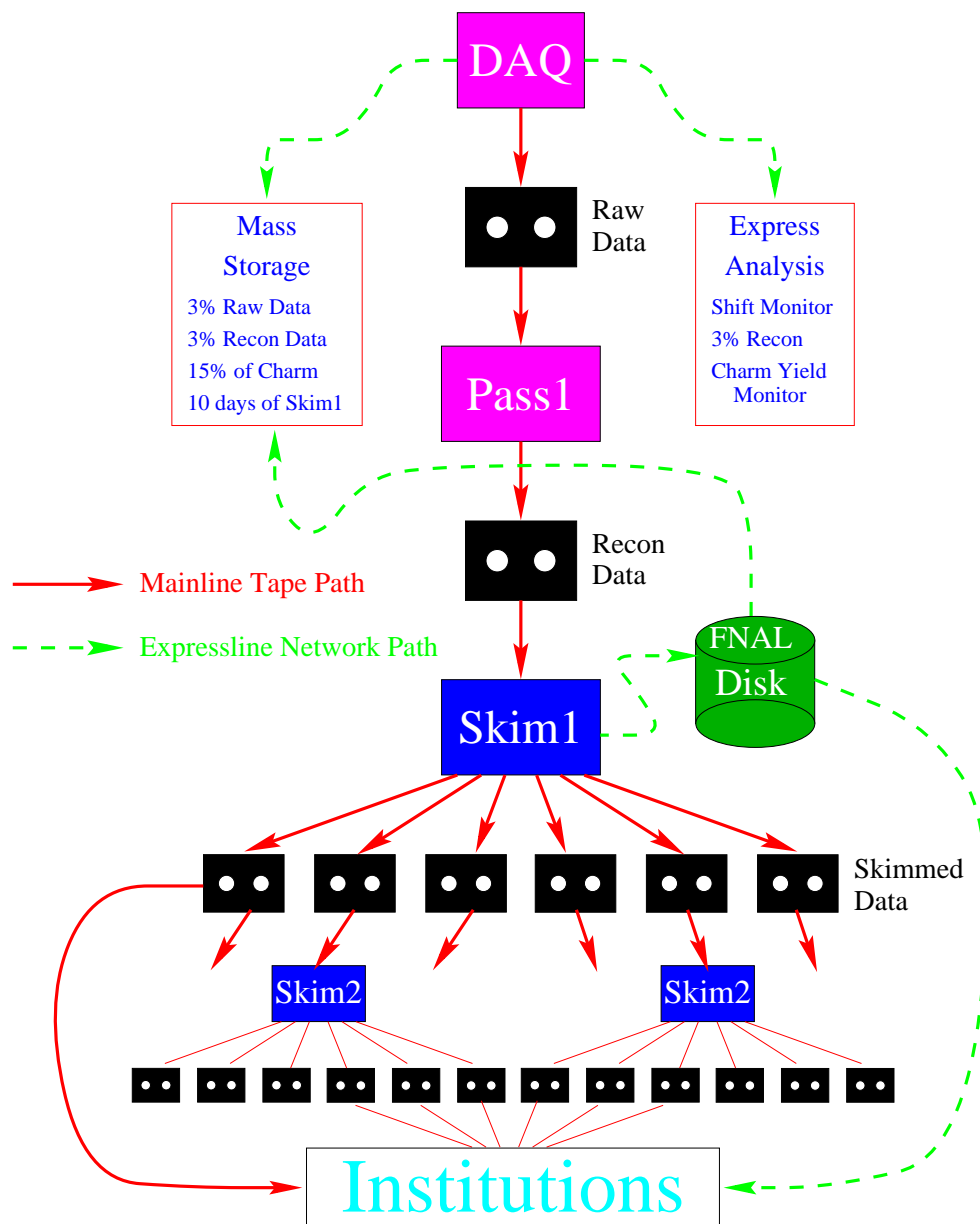 DAQ
Raw
Data
Mass
Storage
3% Raw Data
3% Recon Data
15% of Charm
10 days of Skim1
Express
Analysis
Shift Monitor
3% Recon
Charm Yield
Monitor
Pass1
Recon
Data
Mainline Tape Path
Expressline Network Path
FNAL
Disk
Skim1
Skimmed
Data
Skim2
Skim2
Institutions